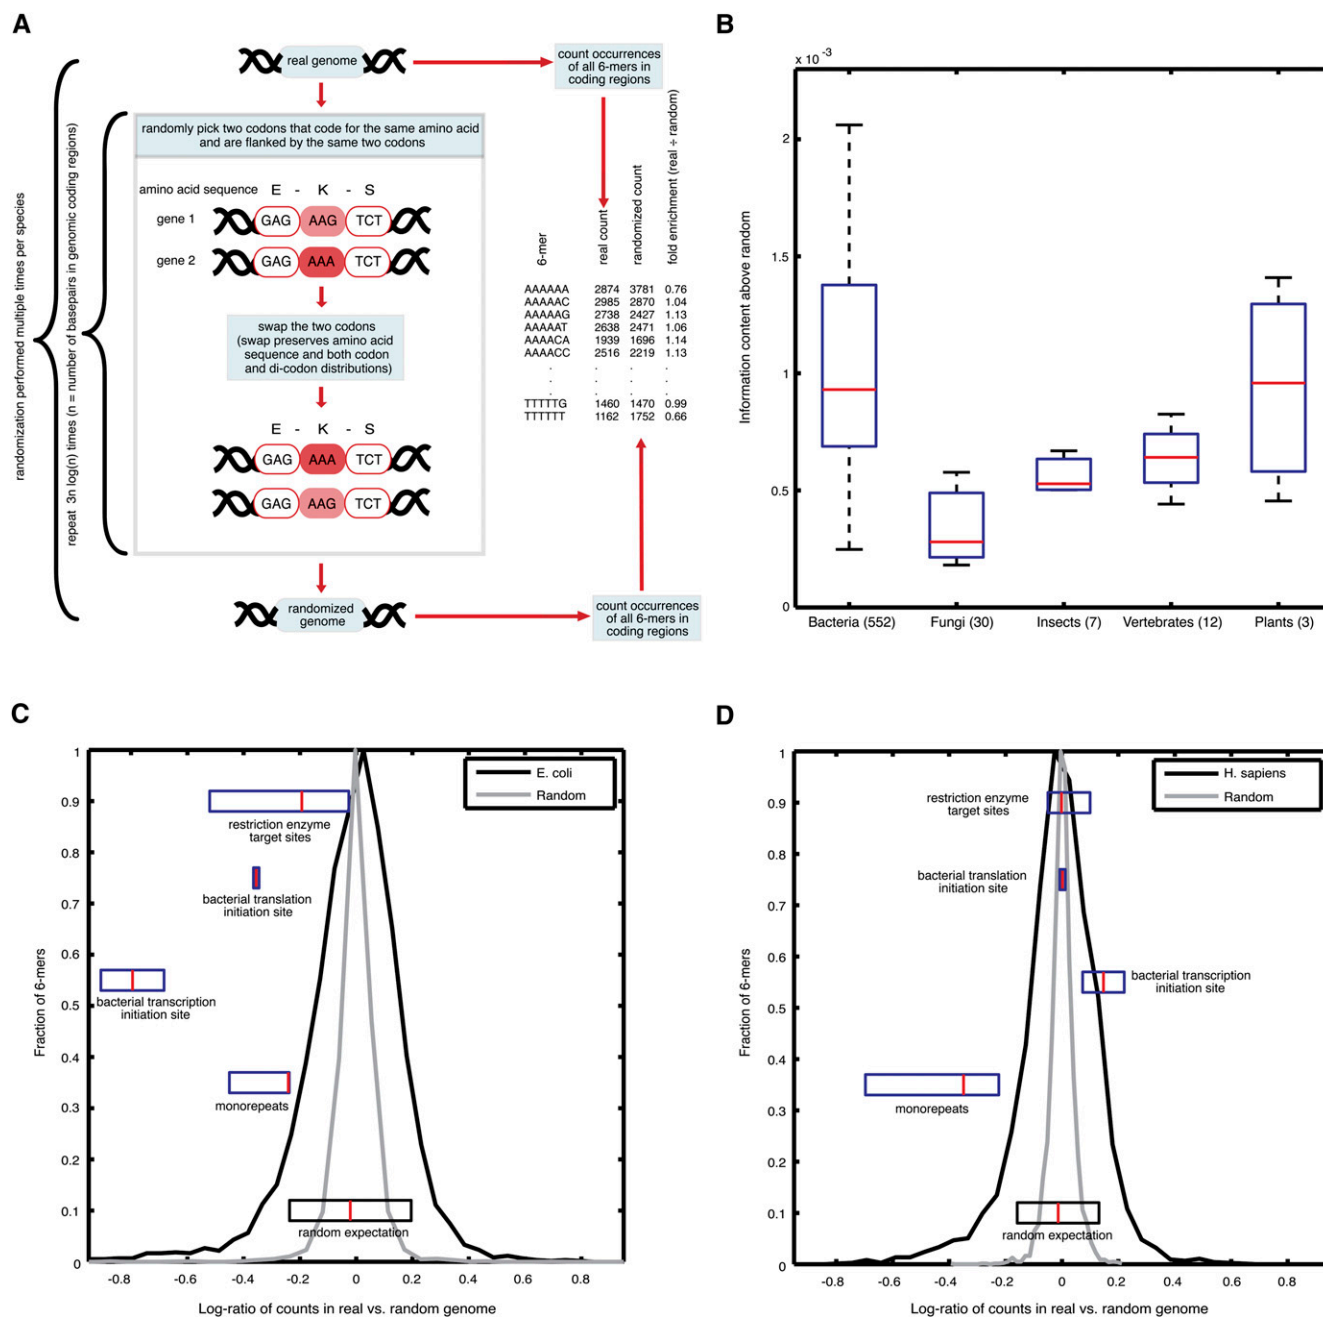 A
real genome
count occurrences
of all 6-mers in
coding regions
randomization performed multiple times per species
repeat 3n log(n) times (n = number of basepairs in genomic coding regions)
randomly pick two codons that code for the same amino acid
and are flanked by the same two codons
amino acid sequence E - K - S
gene 1 GAG AAG TCT
gene 2 GAG AAA TCT
swap the two codons
(swap preserves amino acid
sequence and both codon
and di-codon distributions)
E - K - S
GAG AAA TCT
GAG AAG TCT
randomized
genome
count occurrences
of all 6-mers in
coding regions
6-mer real count randomized count fold enrichment (real ÷ random)
AAAAAA 2874 3781 0.76
AAAAAC 2985 2870 1.04
AAAAAG 2738 2427 1.13
AAAAAT 2638 2471 1.06
AAAACA 1939 1696 1.14
AAAACC 2516 2219 1.13
. . . .
. . . .
. . . .
TTTTTG 1460 1470 0.99
TTTTTT 1162 1752 0.66
B
x 10-3
Information content above random
2
1.5
1
0.5
0
Bacteria (552) Fungi (30) Insects (7) Vertebrates (12) Plants (3)
C
Fraction of 6-mers
1
0.9
0.8
0.7
0.6
0.5
0.4
0.3
0.2
0.1
0
E. coli
Random
restriction enzyme
target sites
bacterial translation
initiation site
bacterial transcription
initiation site
monorepeats
random expectation
-0.8 -0.6 -0.4 -0.2 0 0.2 0.4 0.6 0.8
Log-ratio of counts in real vs. random genome
D
Fraction of 6-mers
1
0.9
0.8
0.7
0.6
0.5
0.4
0.3
0.2
0.1
0
H. sapiens
Random
restriction enzyme
target sites
bacterial translation
initiation site
bacterial transcription
initiation site
monorepeats
random expectation
-0.8 -0.6 -0.4 -0.2 0 0.2 0.4 0.6 0.8
Log-ratio of counts in real vs. random genome